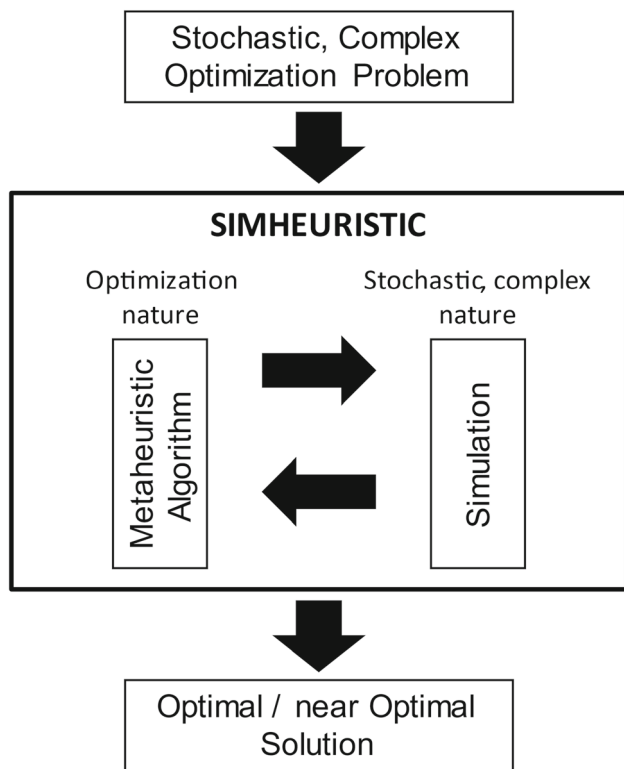 Stochastic, Complex
Optimization Problem
SIMHEURISTIC
Optimization
nature
Stochastic, complex
nature
Metaheuristic
Algorithm
Simulation
Optimal / near Optimal
Solution